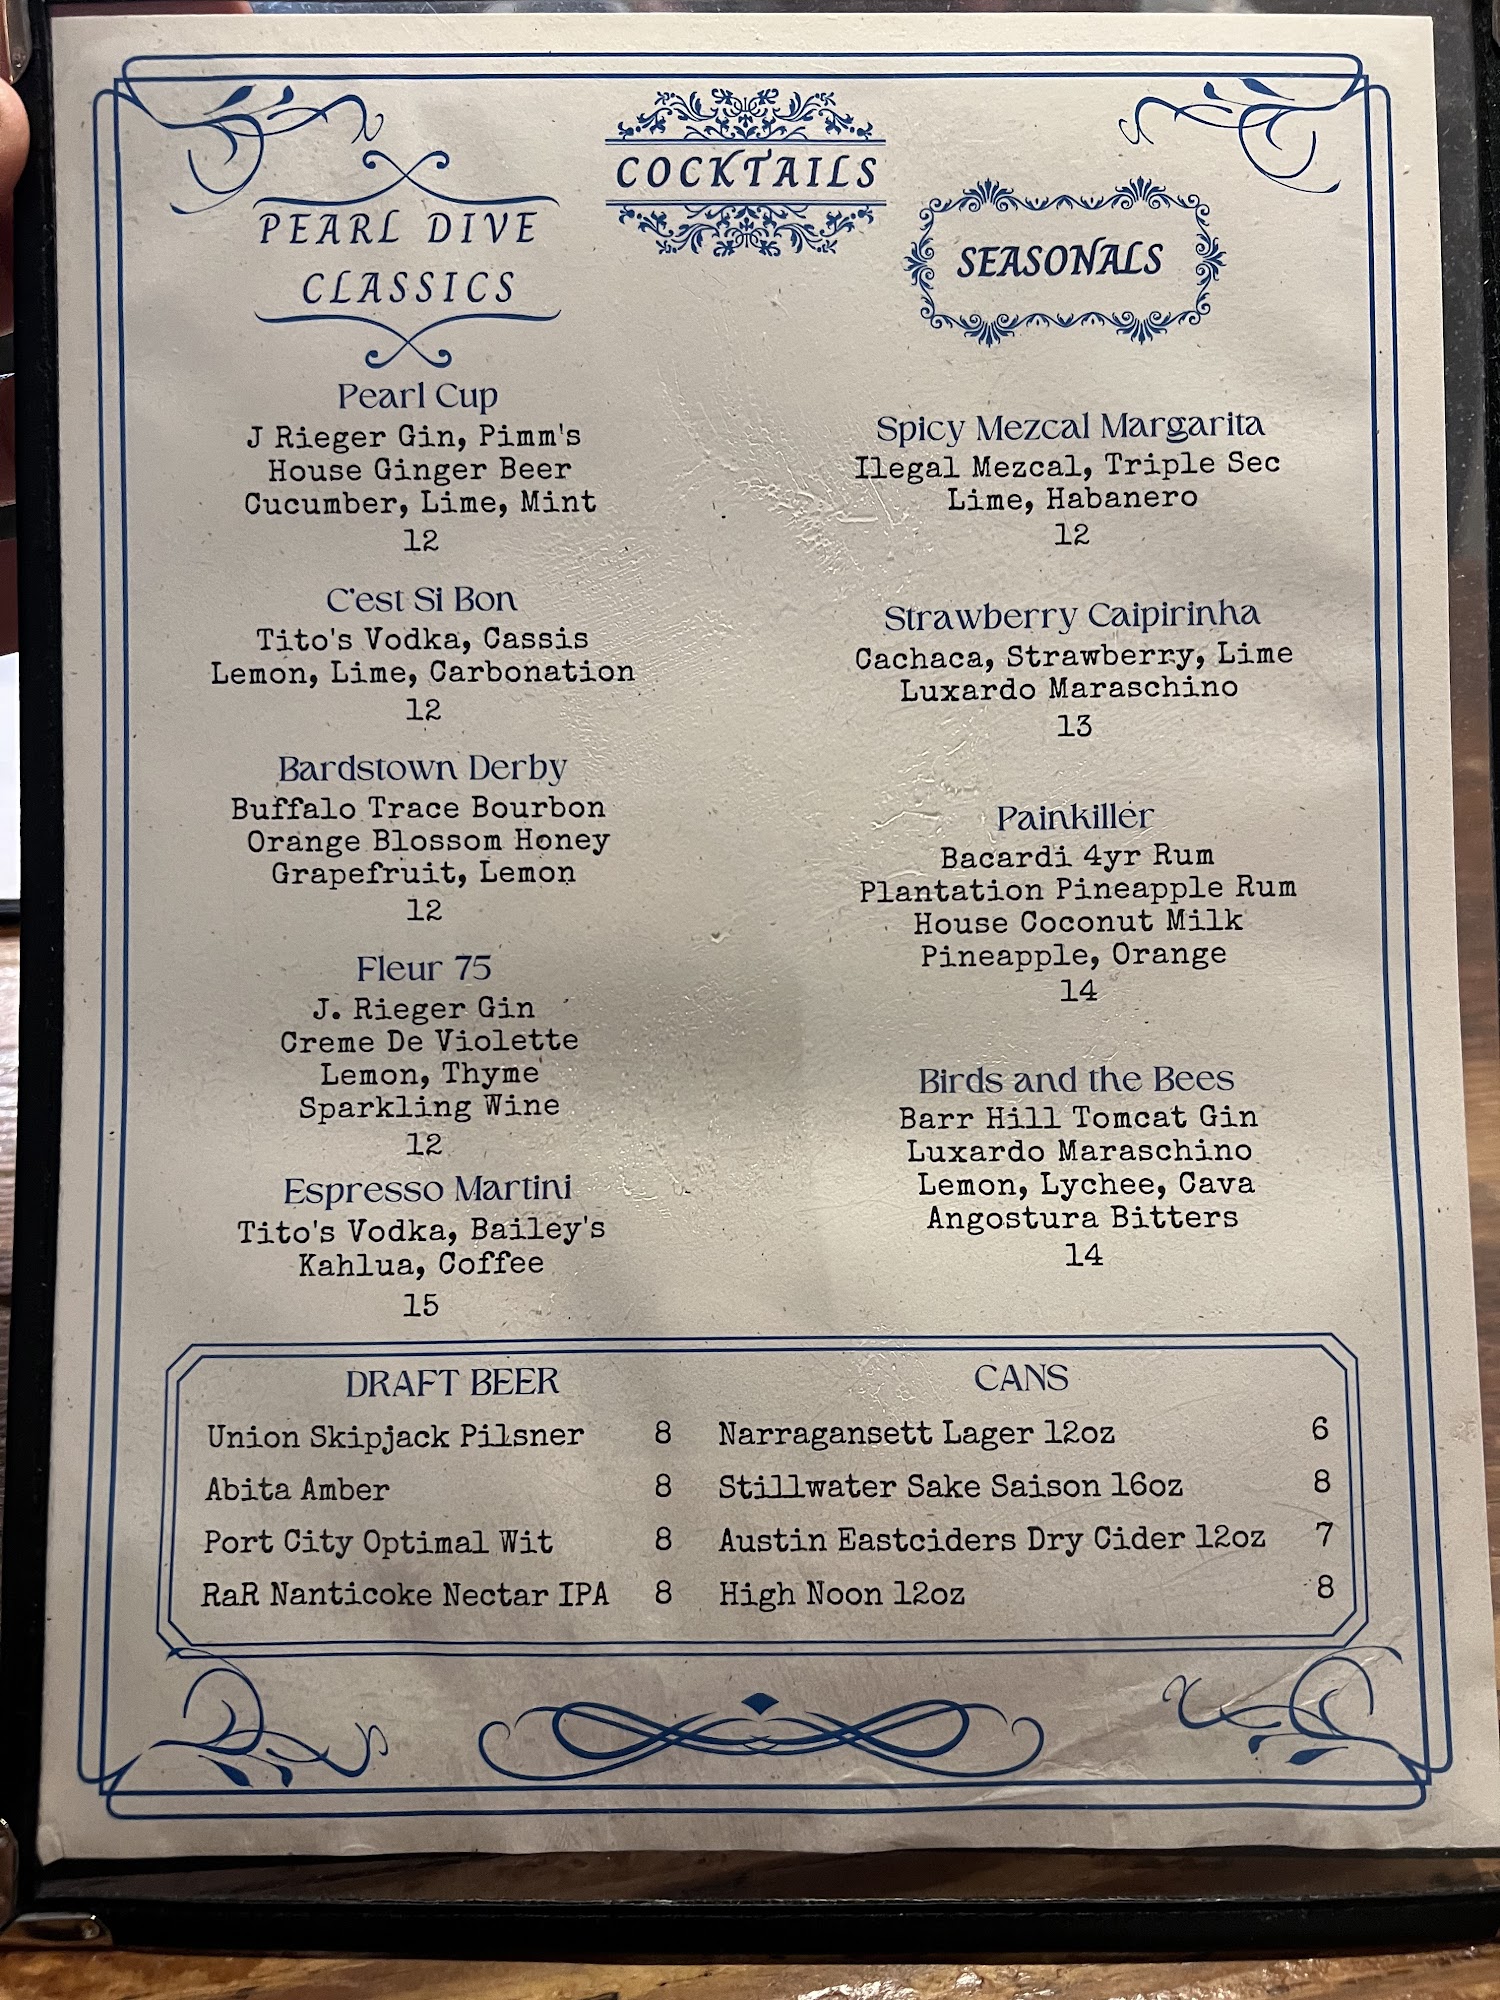 COCKTAILS
PEARL DIVE
CLASSICS
Pearl Cup
J Rieger Gin, Pimm's
House Ginger Beer
Cucumber, Lime, Mint
12
C'est Si Bon
Tito's Vodka, Cassis
Lemon, Lime, Carbonation
12
Bardstown Derby
Buffalo Trace Bourbon
Orange Blossom Honey
Grapefruit, Lemon
12
Fleur 75
J. Rieger Gin
Creme De Violette
Lemon, Thyme
Sparkling Wine
12
Espresso Martini
Tito's Vodka, Bailey's
Kahlua, Coffee
15
SEASONALS
Spicy Mezcal Margarita
Ilegal Mezcal, Triple Sec
Lime, Habanero
12
Strawberry Caipirinha
Cachaca, Strawberry, Lime
Luxardo Maraschino
13
Painkiller
Bacardi 4yr Rum
Plantation Pineapple Rum
House Coconut Milk
Pineapple, Orange
14
Birds and the Bees
Barr Hill Tomcat Gin
Luxardo Maraschino
Lemon, Lychee, Cava
Angostura Bitters
14
DRAFT BEER
Union Skipjack Pilsner 8
Abita Amber 8
Port City Optimal Wit 8
RaR Nanticoke Nectar IPA 8
CANS
Narragansett Lager 12oz 6
Stillwater Sake Saison 16oz 8
Austin Eastciders Dry Cider 12oz 7
High Noon 12oz 8